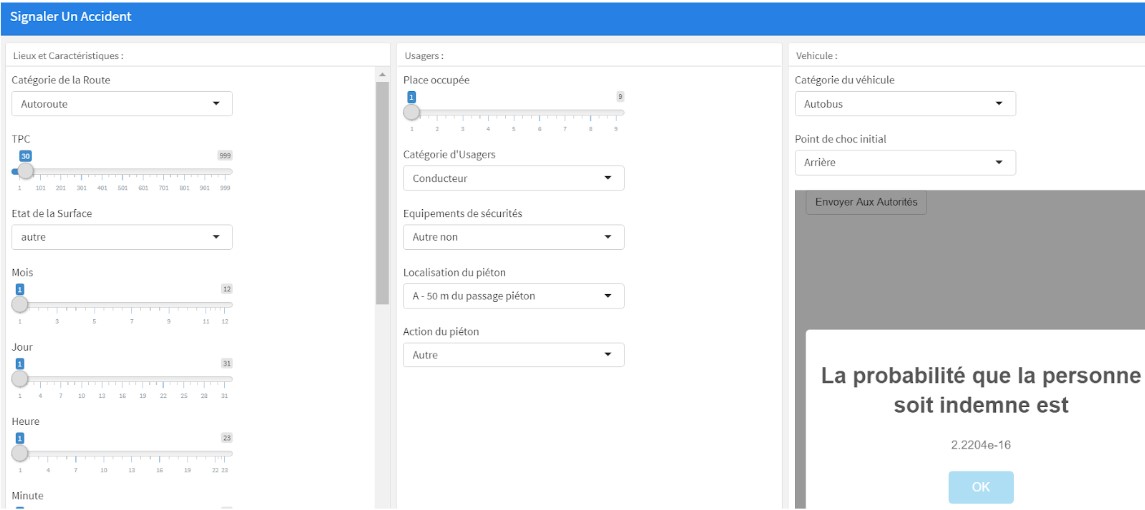 Signaler Un Accident
Lieux et Caractéristiques :
Catégorie de la Route
Autoroute
TPC
30 999
1 101 201 301 401 501 601 701 801 901 999
Etat de la Surface
autre
Mois
1 12
1 3 5 7 9 11 12
Jour
1 31
1 4 7 10 13 16 19 22 25 28 31
Heure
1 23
1 4 7 10 13 16 19 22 23
Minute
Usagers :
Place occupée
1 9
1 2 3 4 5 6 7 8 9
Catégorie d'Usagers
Conducteur
Equipements de sécurités
Autre non
Localisation du piéton
A - 50 m du passage piéton
Action du piéton
Autre
Vehicule :
Catégorie du véhicule
Autobus
Point de choc initial
Arrière
Envoyer Aux Autorités
La probabilité que la personne
soit indemne est
2.2204e-16
OK